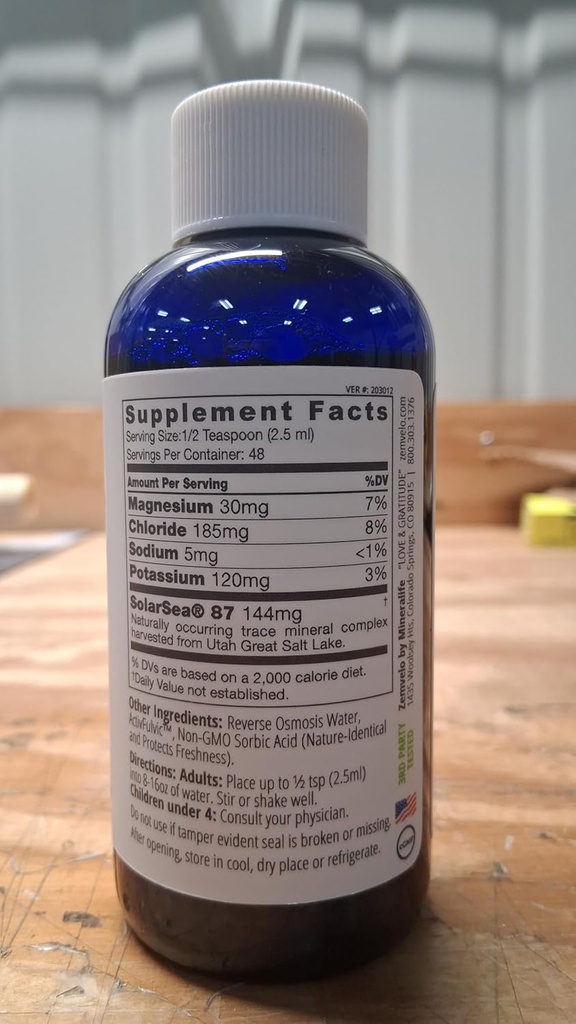 VER #: 203012
Supplement Facts
Serving Size:1/2 Teaspoon (2.5 ml)
Servings Per Container: 48
Amount Per Serving %DV
Magnesium 30mg 7%
Chloride 185mg 8%
Sodium 5mg <1%
Potassium 120mg 3%
SolarSea® 87 144mg †
Naturally occurring trace mineral complex
harvested from Utah Great Salt Lake.
% DVs are based on a 2,000 calorie diet.
†Daily Value not established.
Other Ingredients: Reverse Osmosis Water,
ActivFulvic™, Non-GMO Sorbic Acid (Nature-Identical
and Protects Freshness).
Directions: Adults: Place up to ½ tsp (2.5ml)
into 8-16oz of water. Stir or shake well.
Children under 4: Consult your physician.
Do not use if tamper evident seal is broken or missing.
After opening, store in cool, dry place or refrigerate.
3RD PARTY
TESTED
Zemvelo by Mineralife "LOVE & GRATITUDE" zemvelo.com
1435 Woolsey Hts, Colorado Springs, CO 80915 | 800.303.1376
cGMP